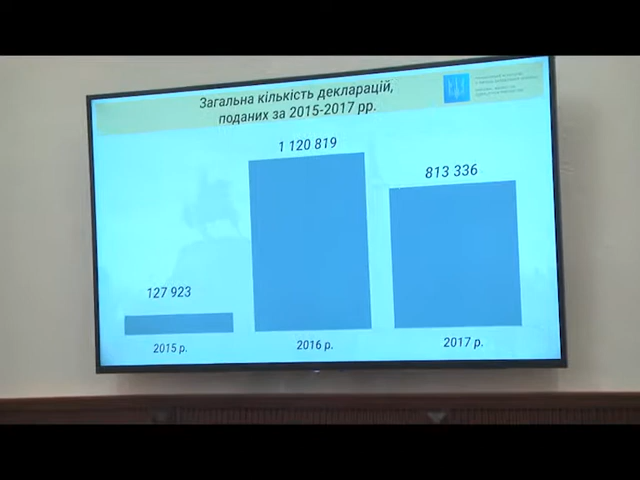 Загальна кількість декларацій,
поданих за 2015-2017 рр.
1 120 819
813 336
127 923
2015 р.
2016 р.
2017 р.